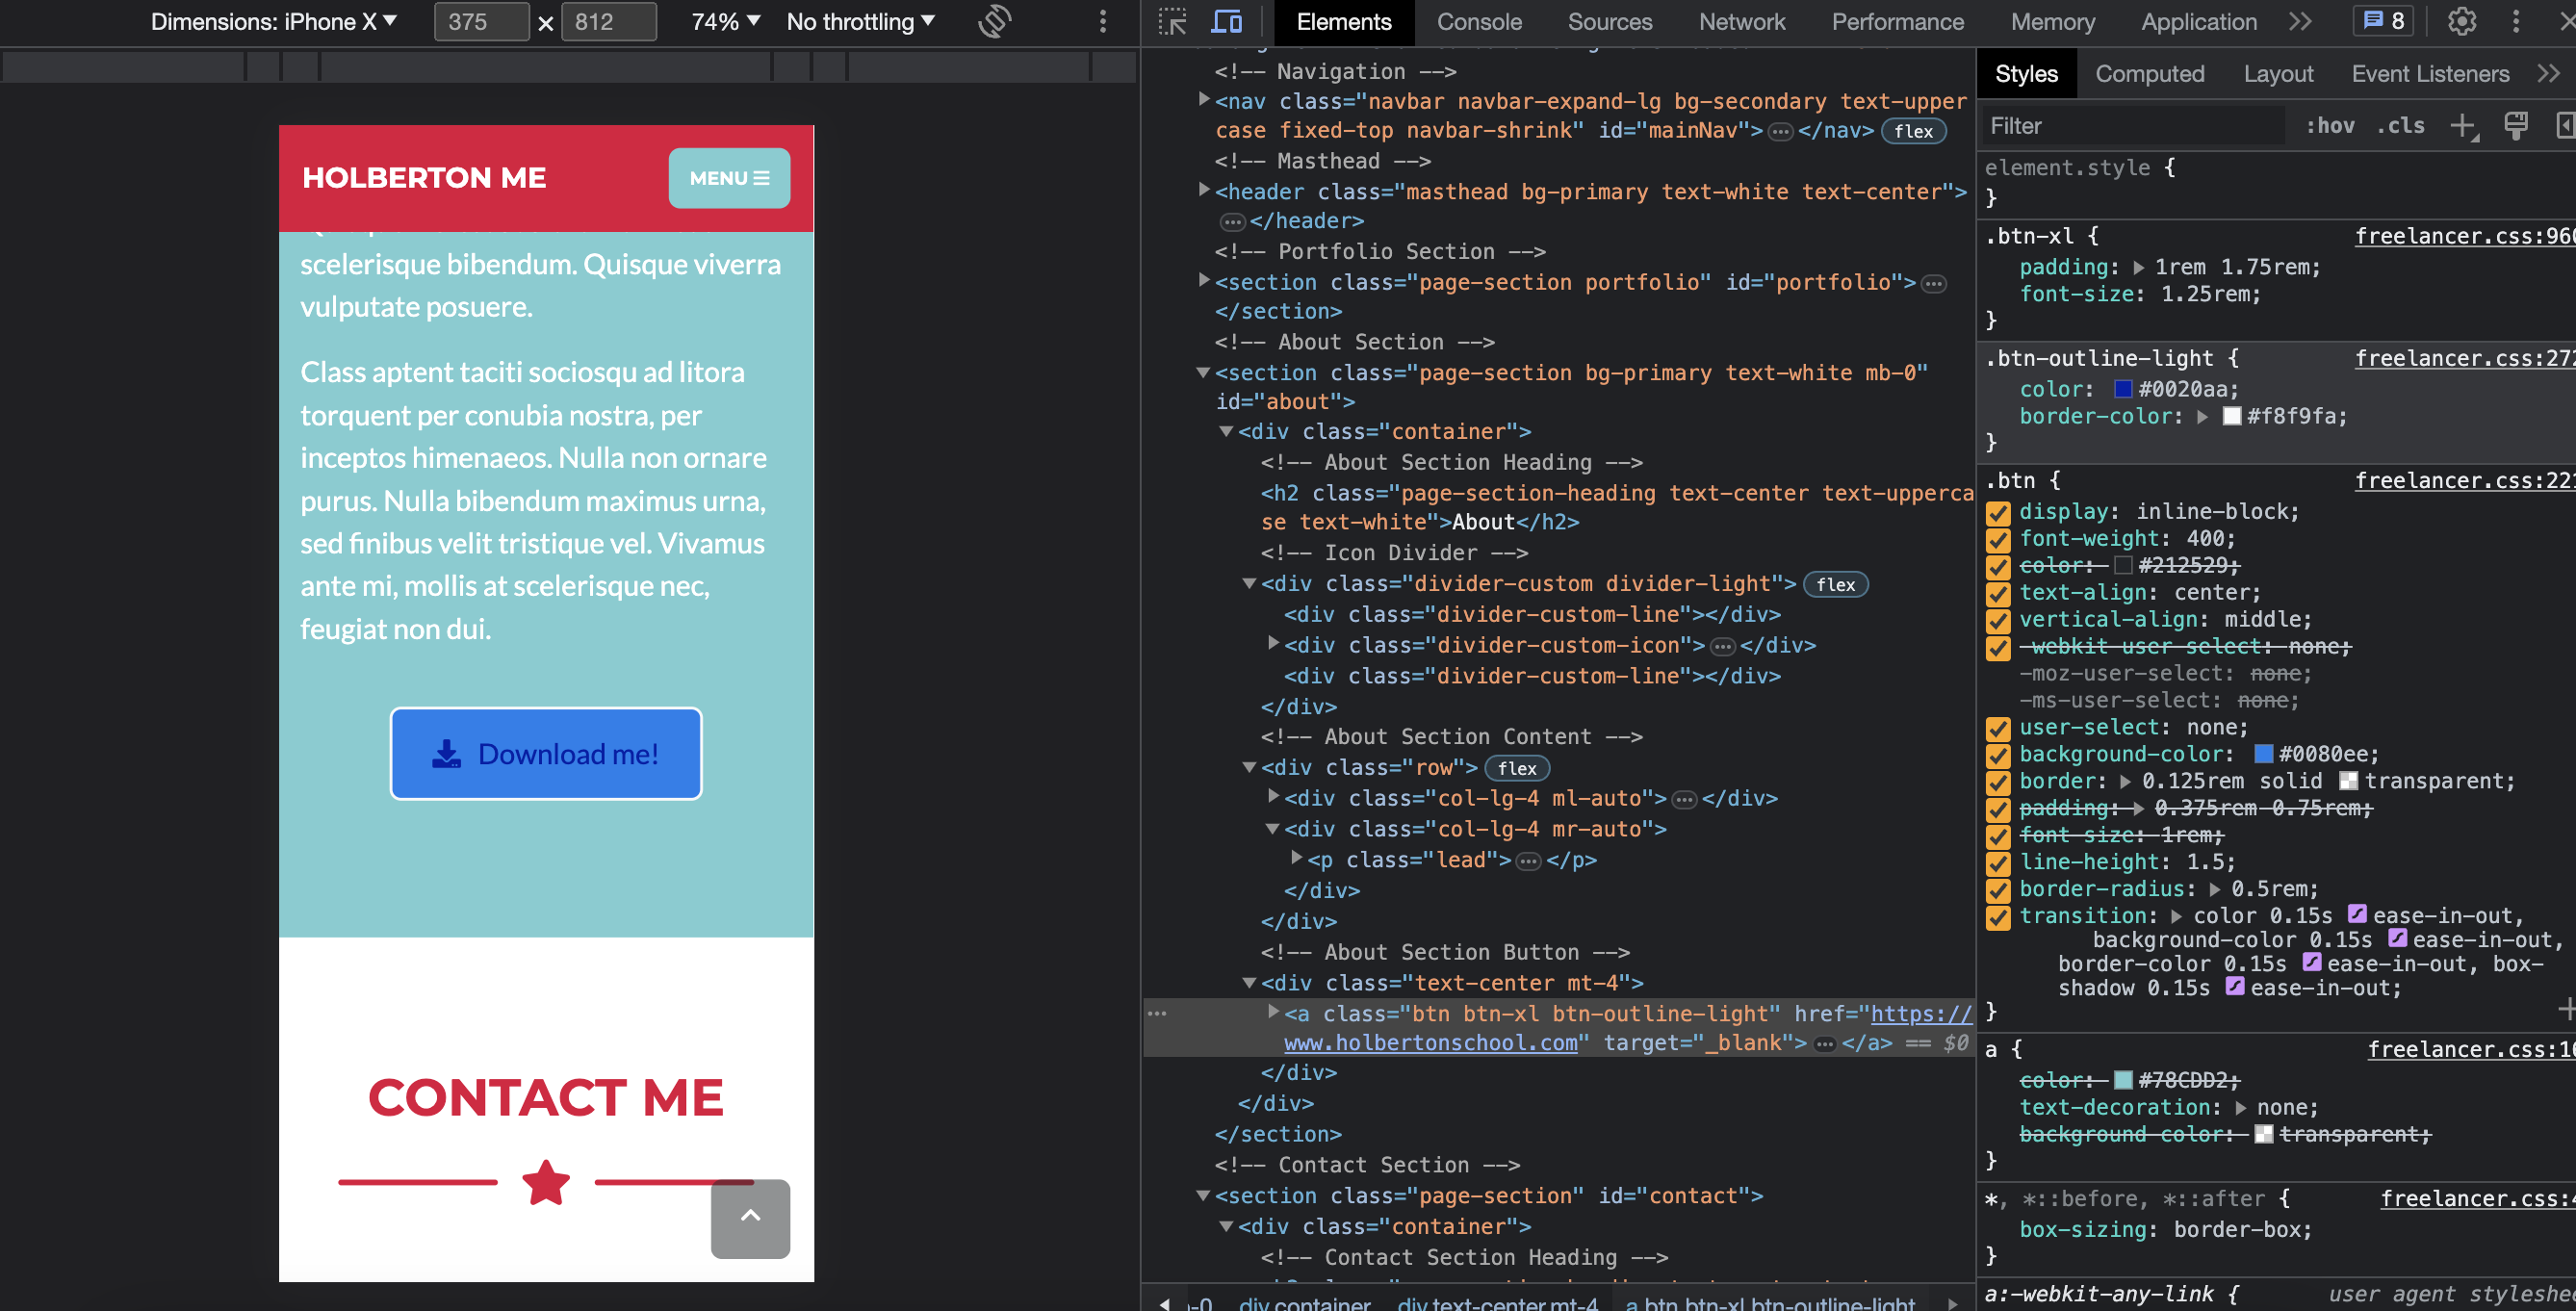 Dimensions: iPhone X ▼ 375 × 812 74% ▼ No throttling ▼
HOLBERTON ME
MENU
scelerisque bibendum. Quisque viverra
vulputate posuere.
Class aptent taciti sociosqu ad litora
torquent per conubia nostra, per
inceptos himenaeos. Nulla non ornare
purus. Nulla bibendum maximus urna,
sed finibus velit tristique vel. Vivamus
ante mi, mollis at scelerisque nec,
feugiat non dui.
Download me!
CONTACT ME
Elements Console Sources Network Performance Memory Application 8
<!-- Navigation -->
<nav class="navbar navbar-expand-lg bg-secondary text-upper
case fixed-top navbar-shrink" id="mainNav">…</nav> flex
<!-- Masthead -->
<header class="masthead bg-primary text-white text-center">
…</header>
<!-- Portfolio Section -->
<section class="page-section portfolio" id="portfolio">…
</section>
<!-- About Section -->
<section class="page-section bg-primary text-white mb-0"
id="about">
<div class="container">
<!-- About Section Heading -->
<h2 class="page-section-heading text-center text-upperca
se text-white">About</h2>
<!-- Icon Divider -->
<div class="divider-custom divider-light"> flex
<div class="divider-custom-line"></div>
<div class="divider-custom-icon">…</div>
<div class="divider-custom-line"></div>
</div>
<!-- About Section Content -->
<div class="row"> flex
<div class="col-lg-4 ml-auto">…</div>
<div class="col-lg-4 mr-auto">
<p class="lead">…</p>
</div>
</div>
<!-- About Section Button -->
<div class="text-center mt-4">
<a class="btn btn-xl btn-outline-light" href="https://
www.holbertonschool.com" target="_blank">…</a> == $0
</div>
</div>
</section>
<!-- Contact Section -->
<section class="page-section" id="contact">
<div class="container">
<!-- Contact Section Heading -->
-0 div.container div.text-center.mt-4 a.btn.btn-xl.btn-outline-light
Styles Computed Layout Event Listeners
Filter :hov .cls
element.style {
}
.btn-xl { freelancer.css:960
padding: 1rem 1.75rem;
font-size: 1.25rem;
}
.btn-outline-light { freelancer.css:272
color: #0020aa;
border-color: #f8f9fa;
}
.btn { freelancer.css:221
display: inline-block;
font-weight: 400;
color: #212529;
text-align: center;
vertical-align: middle;
-webkit-user-select: none;
-moz-user-select: none;
-ms-user-select: none;
user-select: none;
background-color: #0080ee;
border: 0.125rem solid transparent;
padding: 0.375rem 0.75rem;
font-size: 1rem;
line-height: 1.5;
border-radius: 0.5rem;
transition: color 0.15s ease-in-out,
background-color 0.15s ease-in-out,
border-color 0.15s ease-in-out, box-
shadow 0.15s ease-in-out;
}
a { freelancer.css:16
color: #78CDD2;
text-decoration: none;
background-color: transparent;
}
*, *::before, *::after { freelancer.css:4
box-sizing: border-box;
}
a:-webkit-any-link { user agent styleshe